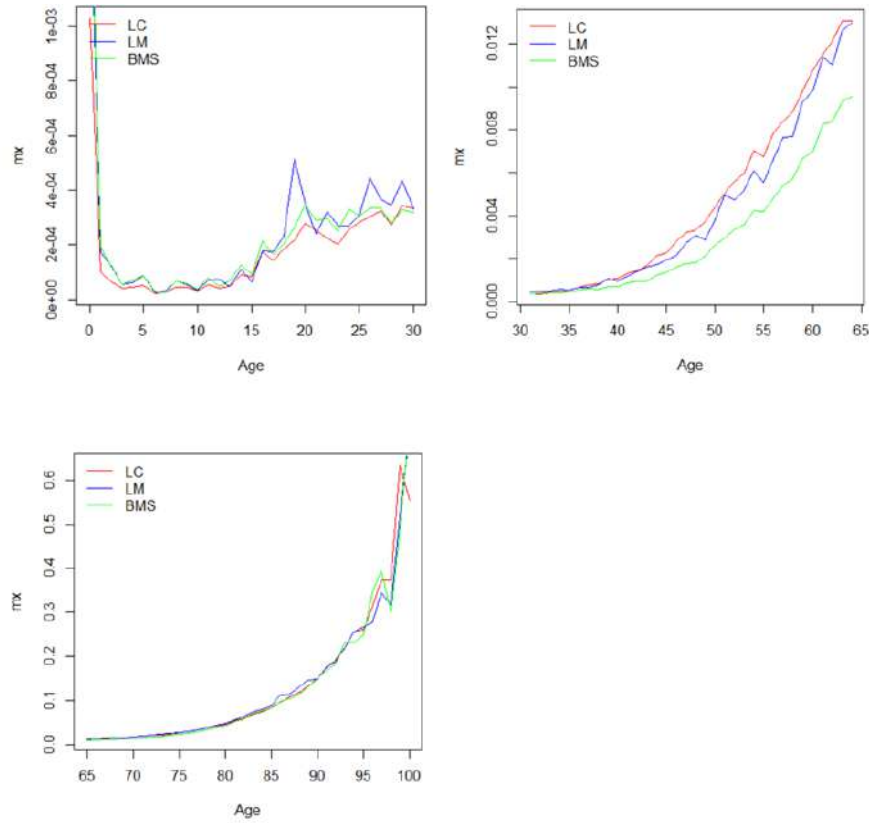 1e-03
8e-04
6e-04
4e-04
2e-04
0e+00
mx
LC
LM
BMS
0 5 10 15 20 25 30
Age
0.012
0.008
0.004
0.000
mx
LC
LM
BMS
30 35 40 45 50 55 60 65
Age
0.6
0.5
0.4
0.3
0.2
0.1
0.0
mx
LC
LM
BMS
65 70 75 80 85 90 95 100
Age